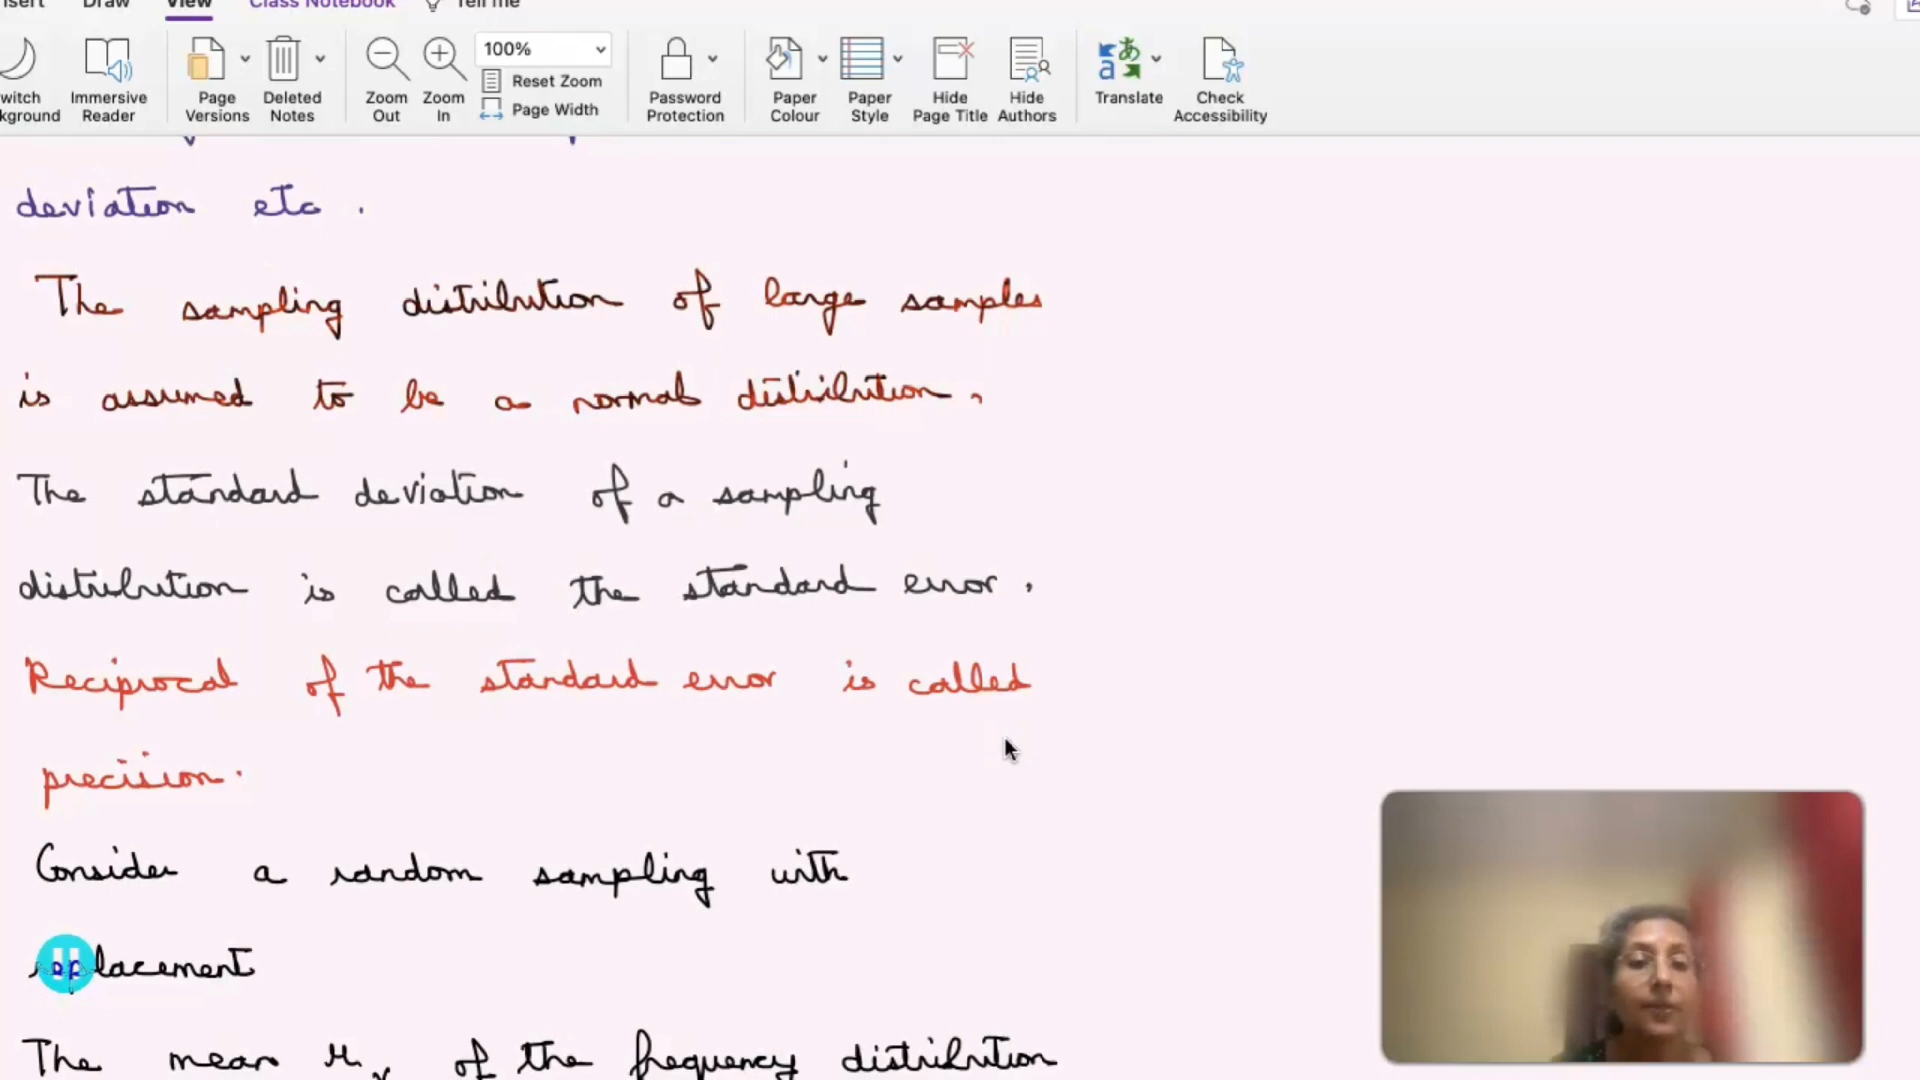 nsert Draw View Class Notebook Tell me
witch kground
Immersive Reader
Page Versions
Deleted Notes
Zoom Out
Zoom In
100%
Reset Zoom
Page Width
Password Protection
Paper Colour
Paper Style
Hide Page Title
Hide Authors
Translate
Check Accessibility
deviation etc.
The sampling distribution of large samples
is assumed to be a normal distribution.
The standard deviation of a sampling
distribution is called the standard error.
Reciprocal of the standard error is called
precision.
Consider a random sampling with
replacement
The mean μx of the frequency distribution